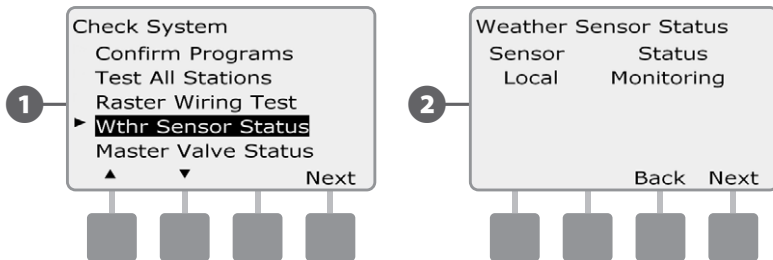 1
Check System
Confirm Programs
Test All Stations
Raster Wiring Test
► Wthr Sensor Status
Master Valve Status
▲ ▼ Next
2
Weather Sensor Status
Sensor Status
Local Monitoring
Back Next